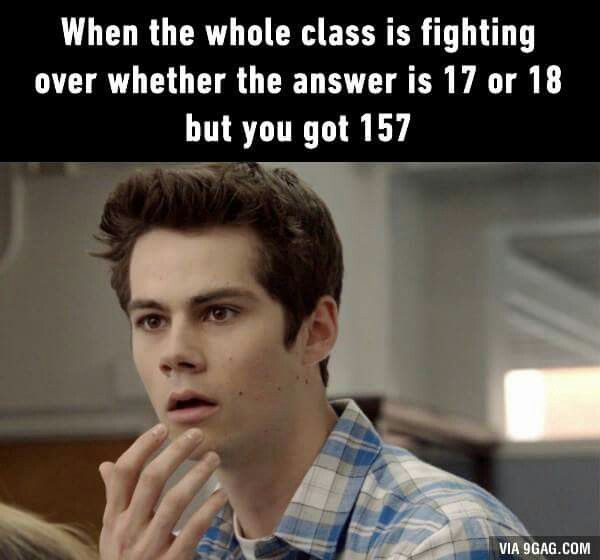 When the whole class is fighting
over whether the answer is 17 or 18
but you got 157
VIA 9GAG.COM